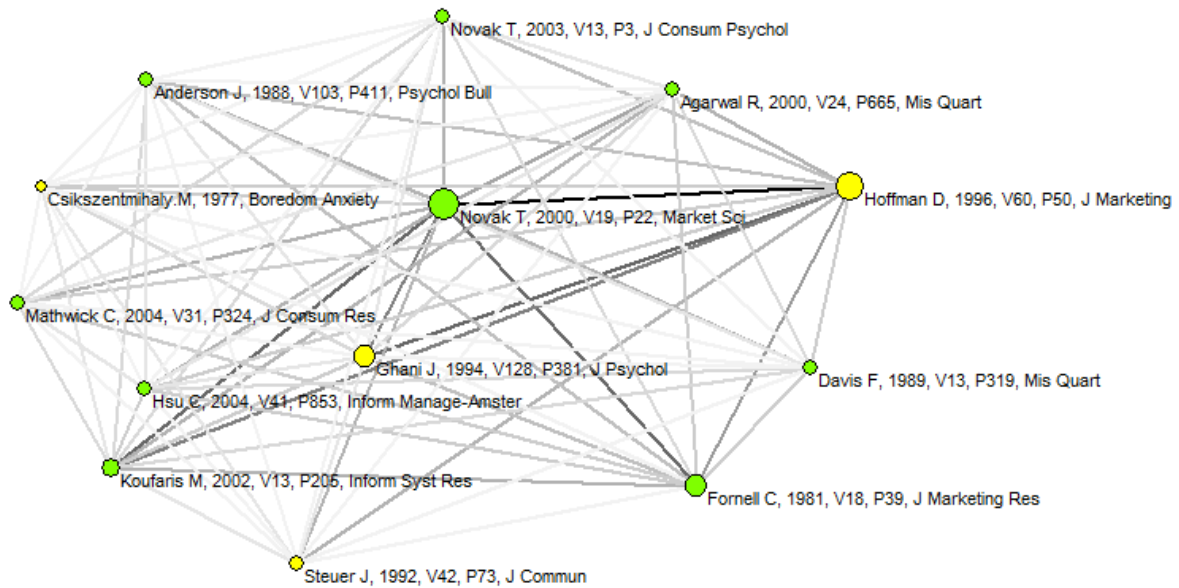 Novak T, 2003, V13, P3, J Consum Psychol
Anderson J, 1988, V103, P411, Psychol Bull
Agarwal R, 2000, V24, P665, Mis Quart
Csikszentmihaly.M, 1977, Boredom Anxiety
Hoffman D, 1996, V60, P50, J Marketing
Novak T, 2000, V19, P22, Market Sci
Mathwick C, 2004, V31, P324, J Consum Res
Ghani J, 1994, V128, P381, J Psychol
Davis F, 1989, V13, P319, Mis Quart
Hsu C, 2004, V41, P853, Inform Manage-Amster
Koufaris M, 2002, V13, P205, Inform Syst Res
Fornell C, 1981, V18, P39, J Marketing Res
Steuer J, 1992, V42, P73, J Commun